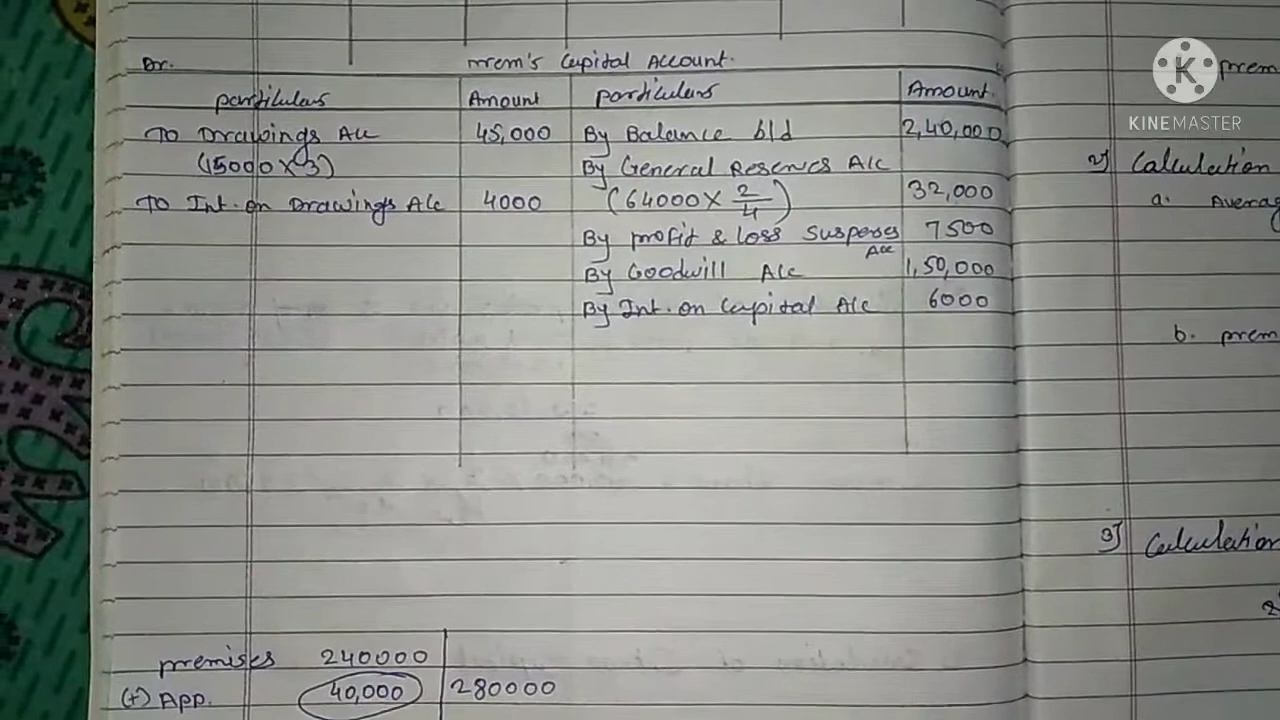 Dr. Prem's Capital Account.
particulars Amount particulars Amount.
To Drawings A/c 45,000 By Balance b/d 2,40,000
(15000 × 3) By General Reserves A/c
To Int. on Drawings A/c 4000 (64000 × 2/4) 32,000
By profit & loss suspenses A/c 7500
By Goodwill A/c 1,50,000
By Int. on Capital A/c 6000
premises 240000
(+) App. 40,000 280000
prem
2) Calculation
a. Averag
b. prem
3) Calculation
K
KINEMASTER